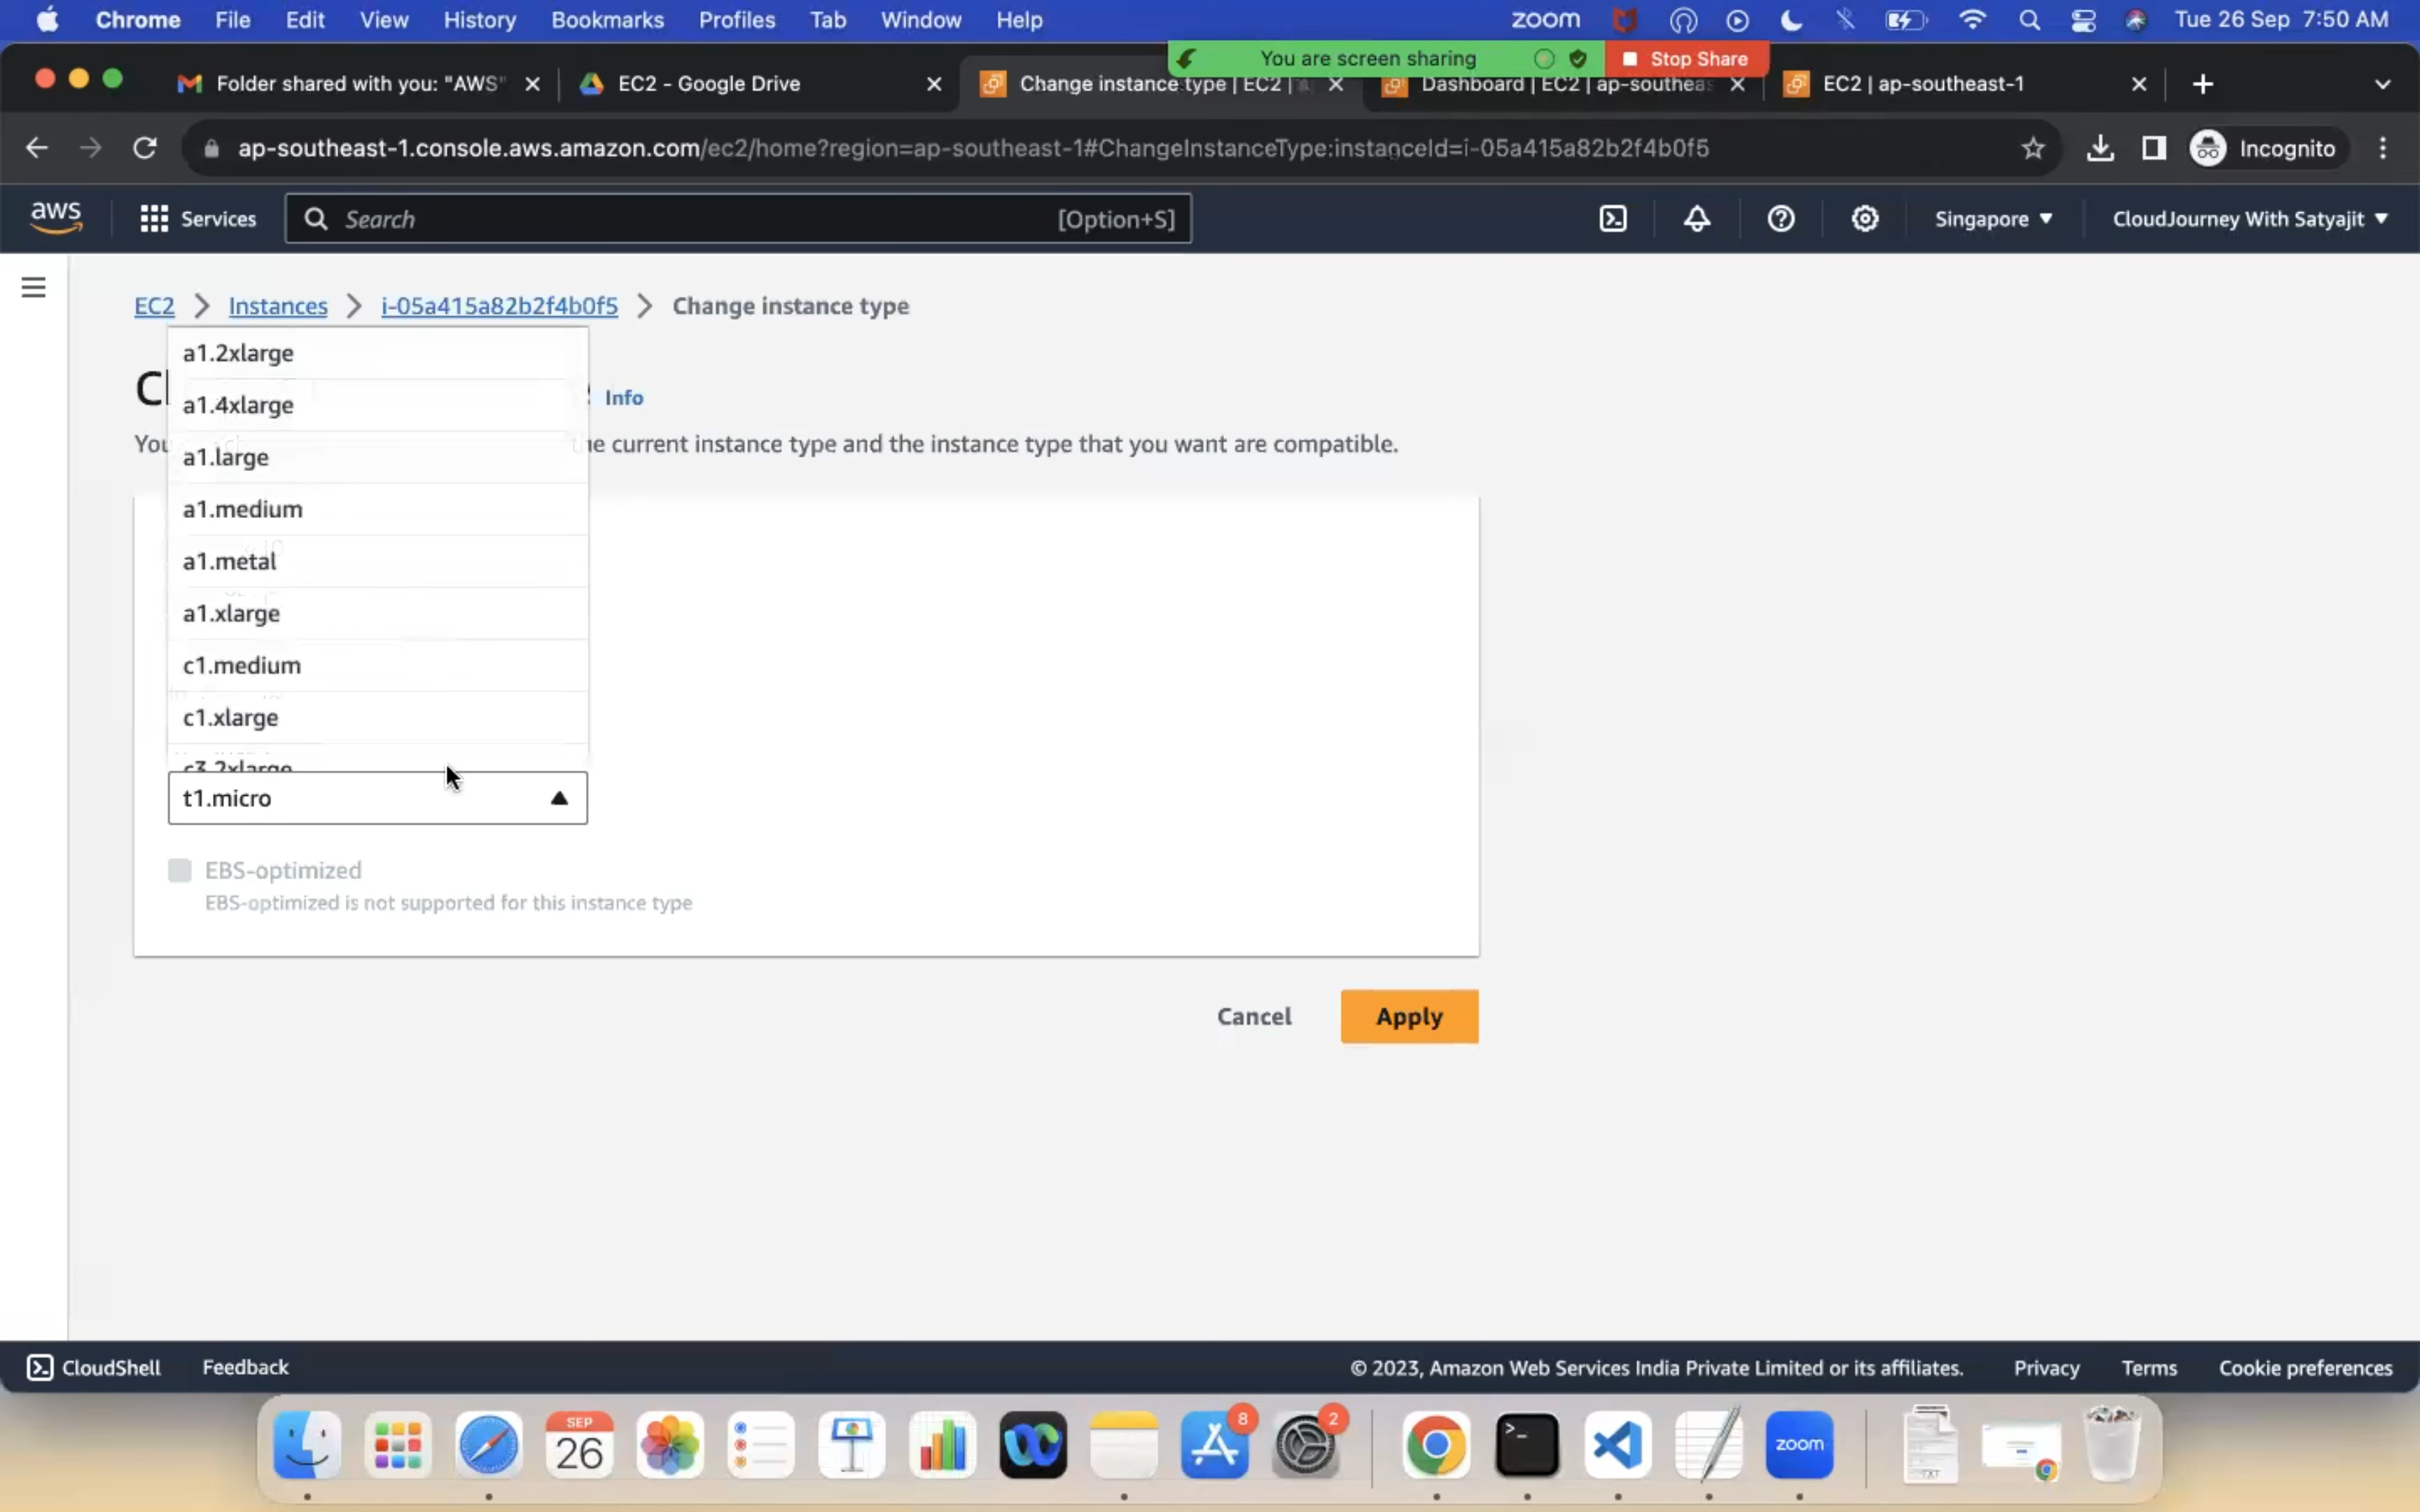 Chrome File Edit View History Bookmarks Profiles Tab Window Help zoom Tue 26 Sep 7:50 AM
You are screen sharing Stop Share
Folder shared with you: "AWS" EC2 - Google Drive Change instance type | EC2 | Dashboard | EC2 | ap-southeas EC2 | ap-southeast-1
ap-southeast-1.console.aws.amazon.com/ec2/home?region=ap-southeast-1#ChangeInstanceType:instanceId=i-05a415a82b2f4b0f5 Incognito
aws Services Search [Option+S] Singapore CloudJourney With Satyajit
EC2 Instances i-05a415a82b2f4b0f5 Change instance type
a1.2xlarge
Info
a1.4xlarge
You he current instance type and the instance type that you want are compatible.
a1.large
a1.medium
a1.metal
a1.xlarge
c1.medium
c1.xlarge
c3.2xlarge
t1.micro
EBS-optimized
EBS-optimized is not supported for this instance type
Cancel Apply
CloudShell Feedback © 2023, Amazon Web Services India Private Limited or its affiliates. Privacy Terms Cookie preferences
SEP
26
8
2
zoom
TXT